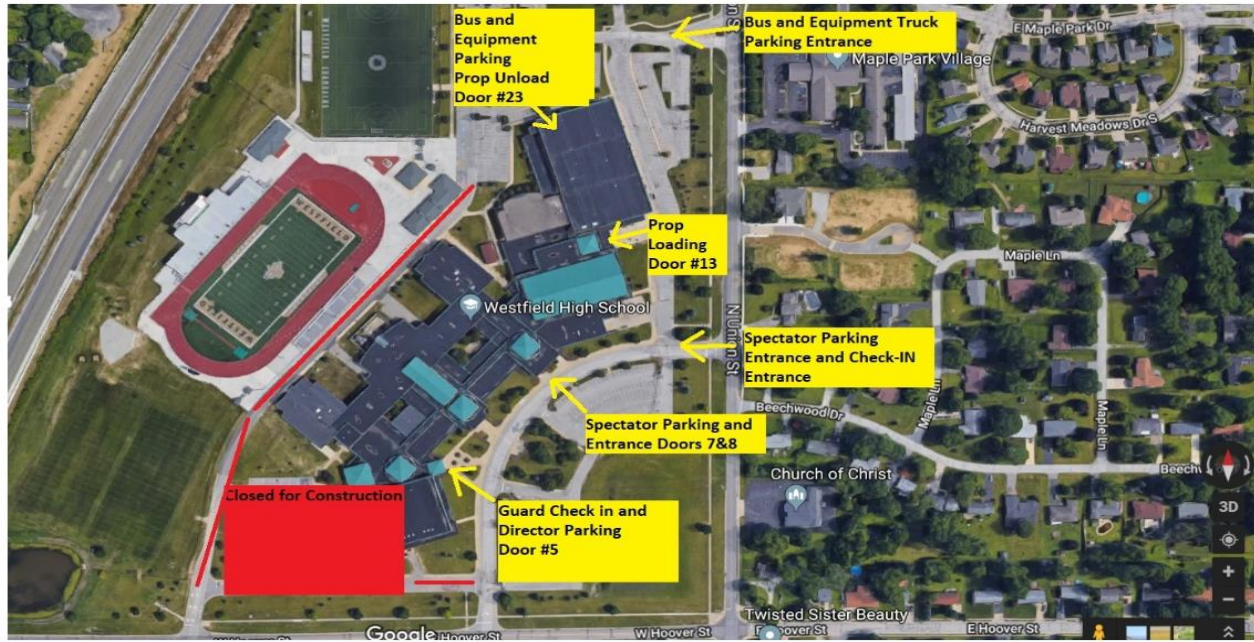 Bus and
Equipment
Parking
Prop Unload
Door #23
Bus and Equipment Truck
Parking Entrance
E Maple Park Dr
Maple Park Village
Harvest Meadows Dr S
Prop
Loading
Door #13
Maple Ln
WESTFIELD
Westfield High School
N Union St
Spectator Parking
Entrance and Check-IN
Entrance
Maple Ln
Maple Ln
Beechwood Dr
Spectator Parking and
Entrance Doors 7&8
Church of Christ
Closed for Construction
Guard Check in and
Director Parking
Door #5
3D
Twisted Sister Beauty
Google
Hoover St
W Hoover St
E Hoover St